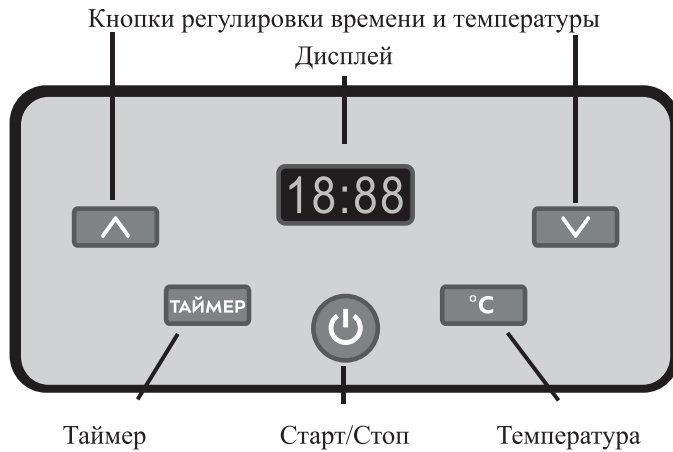 Кнопки регулировки времени и температуры
Дисплей
18:88
ТАЙМЕР
°C
Таймер
Старт/Стоп
Температура